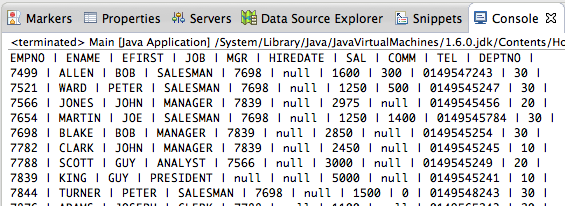 Markers Properties Servers Data Source Explorer Snippets Console
<terminated> Main [Java Application] /System/Library/Java/JavaVirtualMachines/1.6.0.jdk/Contents/Ho
EMPNO | ENAME | EFIRST | JOB | MGR | HIREDATE | SAL | COMM | TEL | DEPTNO |
7499 | ALLEN | BOB | SALESMAN | 7698 | null | 1600 | 300 | 0149547243 | 30 |
7521 | WARD | PETER | SALESMAN | 7698 | null | 1250 | 500 | 0149545247 | 30 |
7566 | JONES | JOHN | MANAGER | 7839 | null | 2975 | null | 0149545456 | 20 |
7654 | MARTIN | JOE | SALESMAN | 7698 | null | 1250 | 1400 | 0149545784 | 30 |
7698 | BLAKE | BOB | MANAGER | 7839 | null | 2850 | null | 0149545254 | 30 |
7782 | CLARK | JOHN | MANAGER | 7839 | null | 2450 | null | 0149545245 | 10 |
7788 | SCOTT | GUY | ANALYST | 7566 | null | 3000 | null | 0149545249 | 20 |
7839 | KING | GUY | PRESIDENT | null | null | 5000 | null | 0149545241 | 10 |
7844 | TURNER | PETER | SALESMAN | 7698 | null | 1500 | 0 | 0149548243 | 30 |